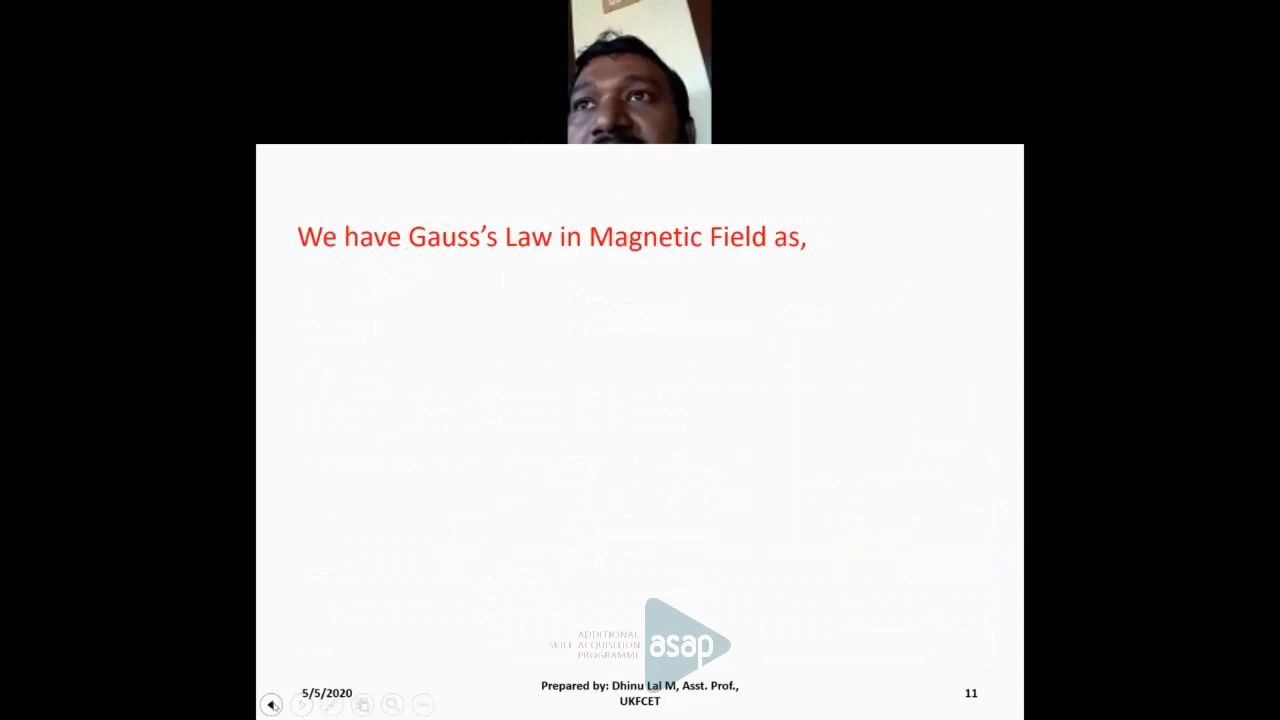 We have Gauss's Law in Magnetic Field as,
ADDITIONAL
SKILL ACQUISITION
PROGRAMME
asap
5/5/2020
Prepared by: Dhinu Lal M, Asst. Prof.,
UKFCET
11